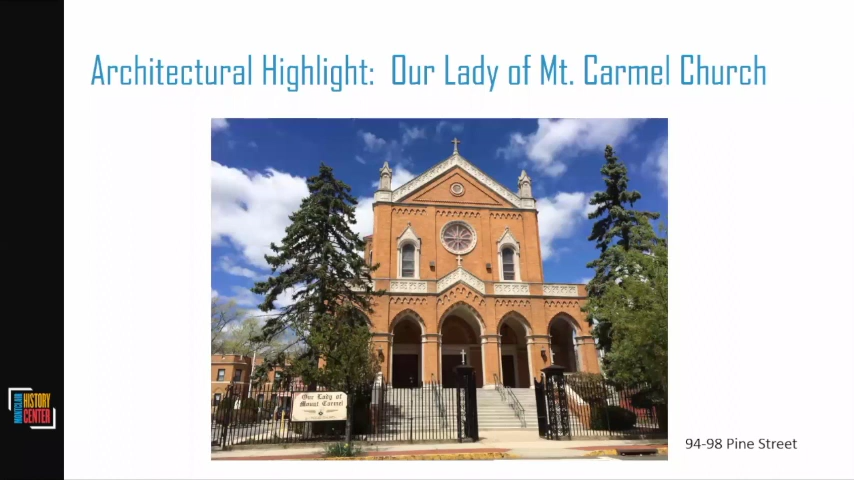 Architectural Highlight: Our Lady of Mt. Carmel Church
Our Lady of
Mount Carmel
94-98 Pine Street
MONTCLAIR
HISTORY
CENTER